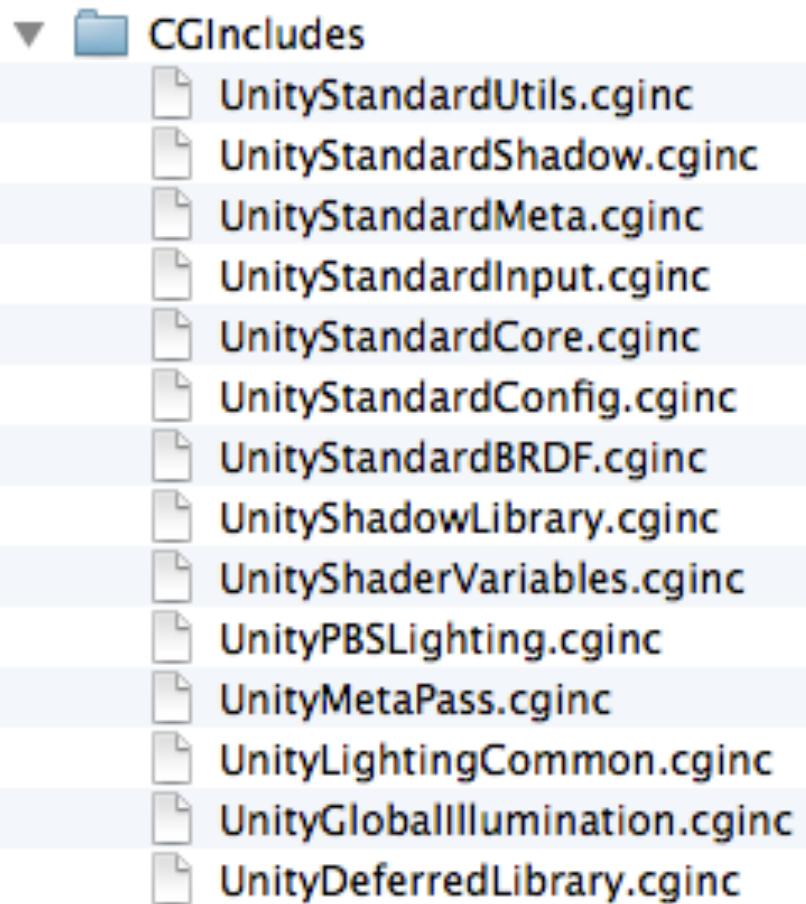 CGIncludes
UnityStandardUtils.cginc
UnityStandardShadow.cginc
UnityStandardMeta.cginc
UnityStandardInput.cginc
UnityStandardCore.cginc
UnityStandardConfig.cginc
UnityStandardBRDF.cginc
UnityShadowLibrary.cginc
UnityShaderVariables.cginc
UnityPBSLighting.cginc
UnityMetaPass.cginc
UnityLightingCommon.cginc
UnityGlobalIllumination.cginc
UnityDeferredLibrary.cginc